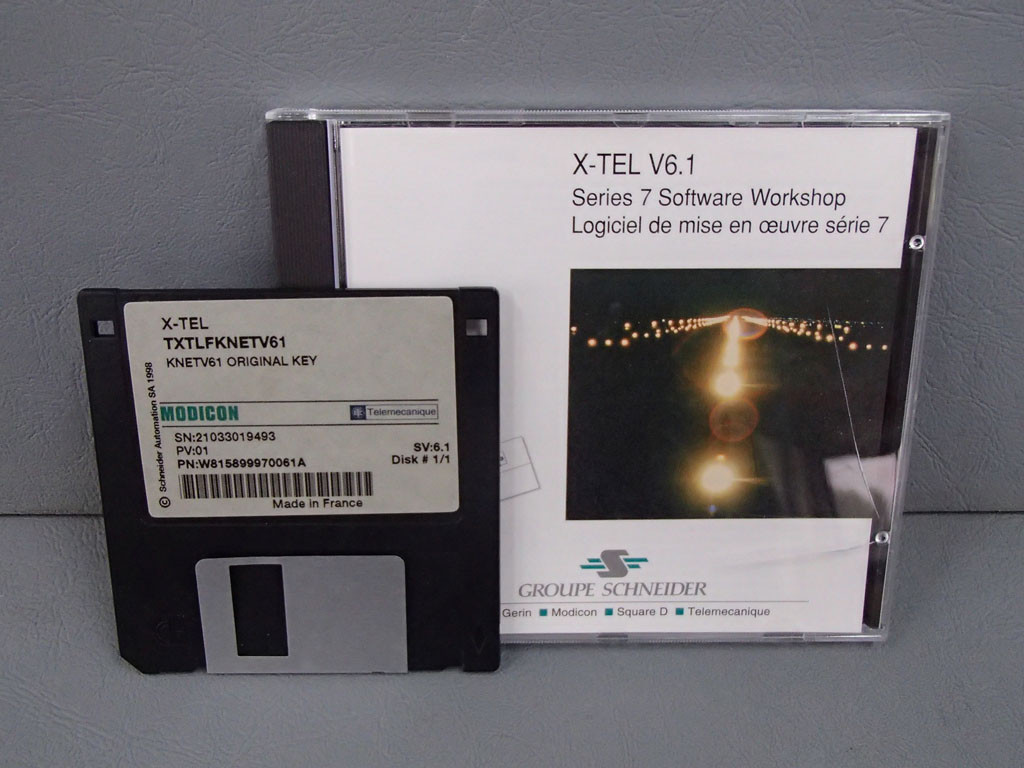 X-TEL V6.1
Series 7 Software Workshop
Logiciel de mise en œuvre série 7
GROUPE SCHNEIDER
Gerin ■ Modicon ■ Square D ■ Telemecanique
X-TEL
TXTLFKNETV61
KNETV61 ORIGINAL KEY
© Schneider Automation SA 1998
MODICON
Telemecanique
SN:21033019493
PV:01
SV:6.1
PN:W815899970061A
Disk # 1/1
Made in France